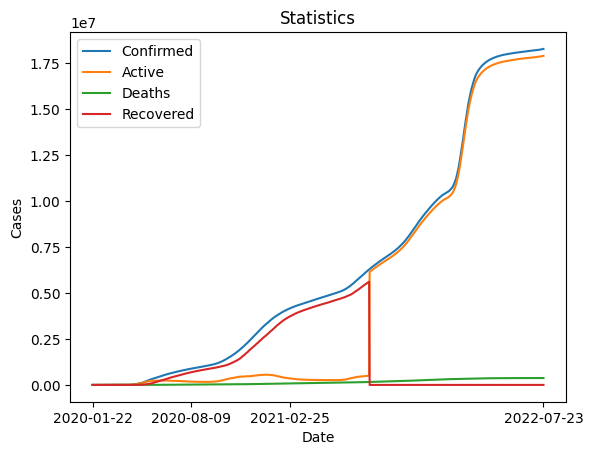 Statistics
1e7
Confirmed
Active
Deaths
Recovered
1.75
1.50
1.25
1.00
0.75
0.50
0.25
0.00
Cases
2020-01-22
2020-08-09
2021-02-25
2022-07-23
Date